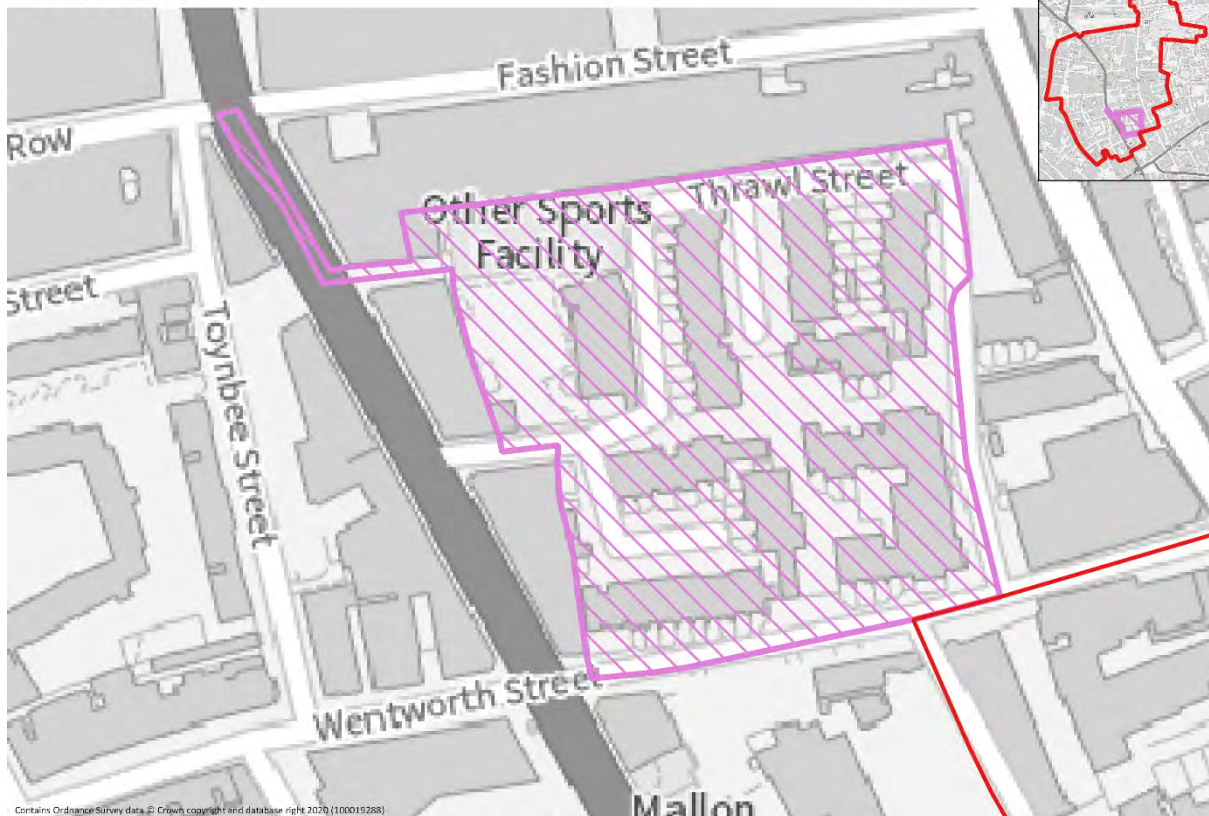 Fashion Street
Row
Thrawl Street
Other Sports
Facility
Street
Toynbee Street
Wentworth Street
Mallon
Contains Ordnance Survey data © Crown copyright and database right 2020 (100019288)